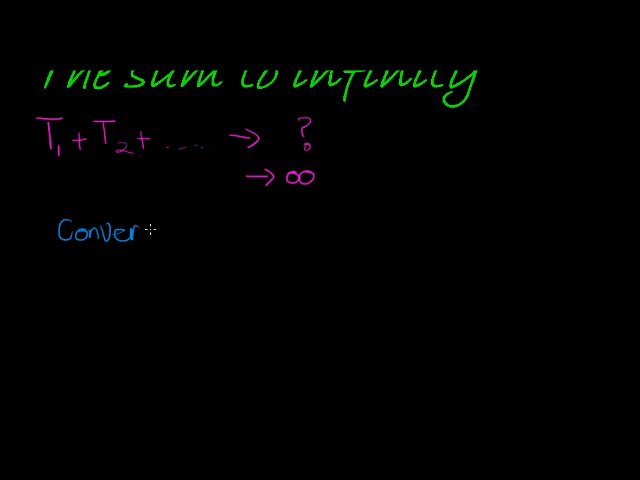 The sum to infinity
T₁ + T₂ + ..... → ?
→ ∞
Conver